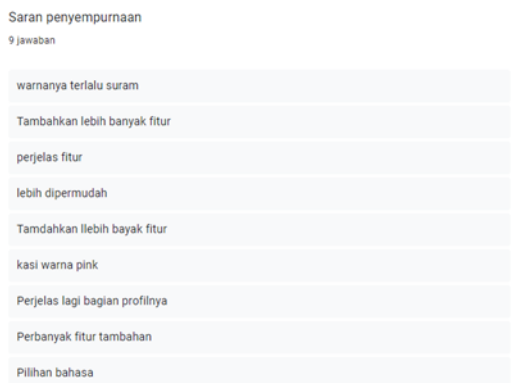 Saran penyempurnaan
9 jawaban
warnanya terlalu suram
Tambahkan lebih banyak fitur
perjelas fitur
lebih dipermudah
Tamdahkan llebih bayak fitur
kasi warna pink
Perjelas lagi bagian profilnya
Perbanyak fitur tambahan
Pilihan bahasa